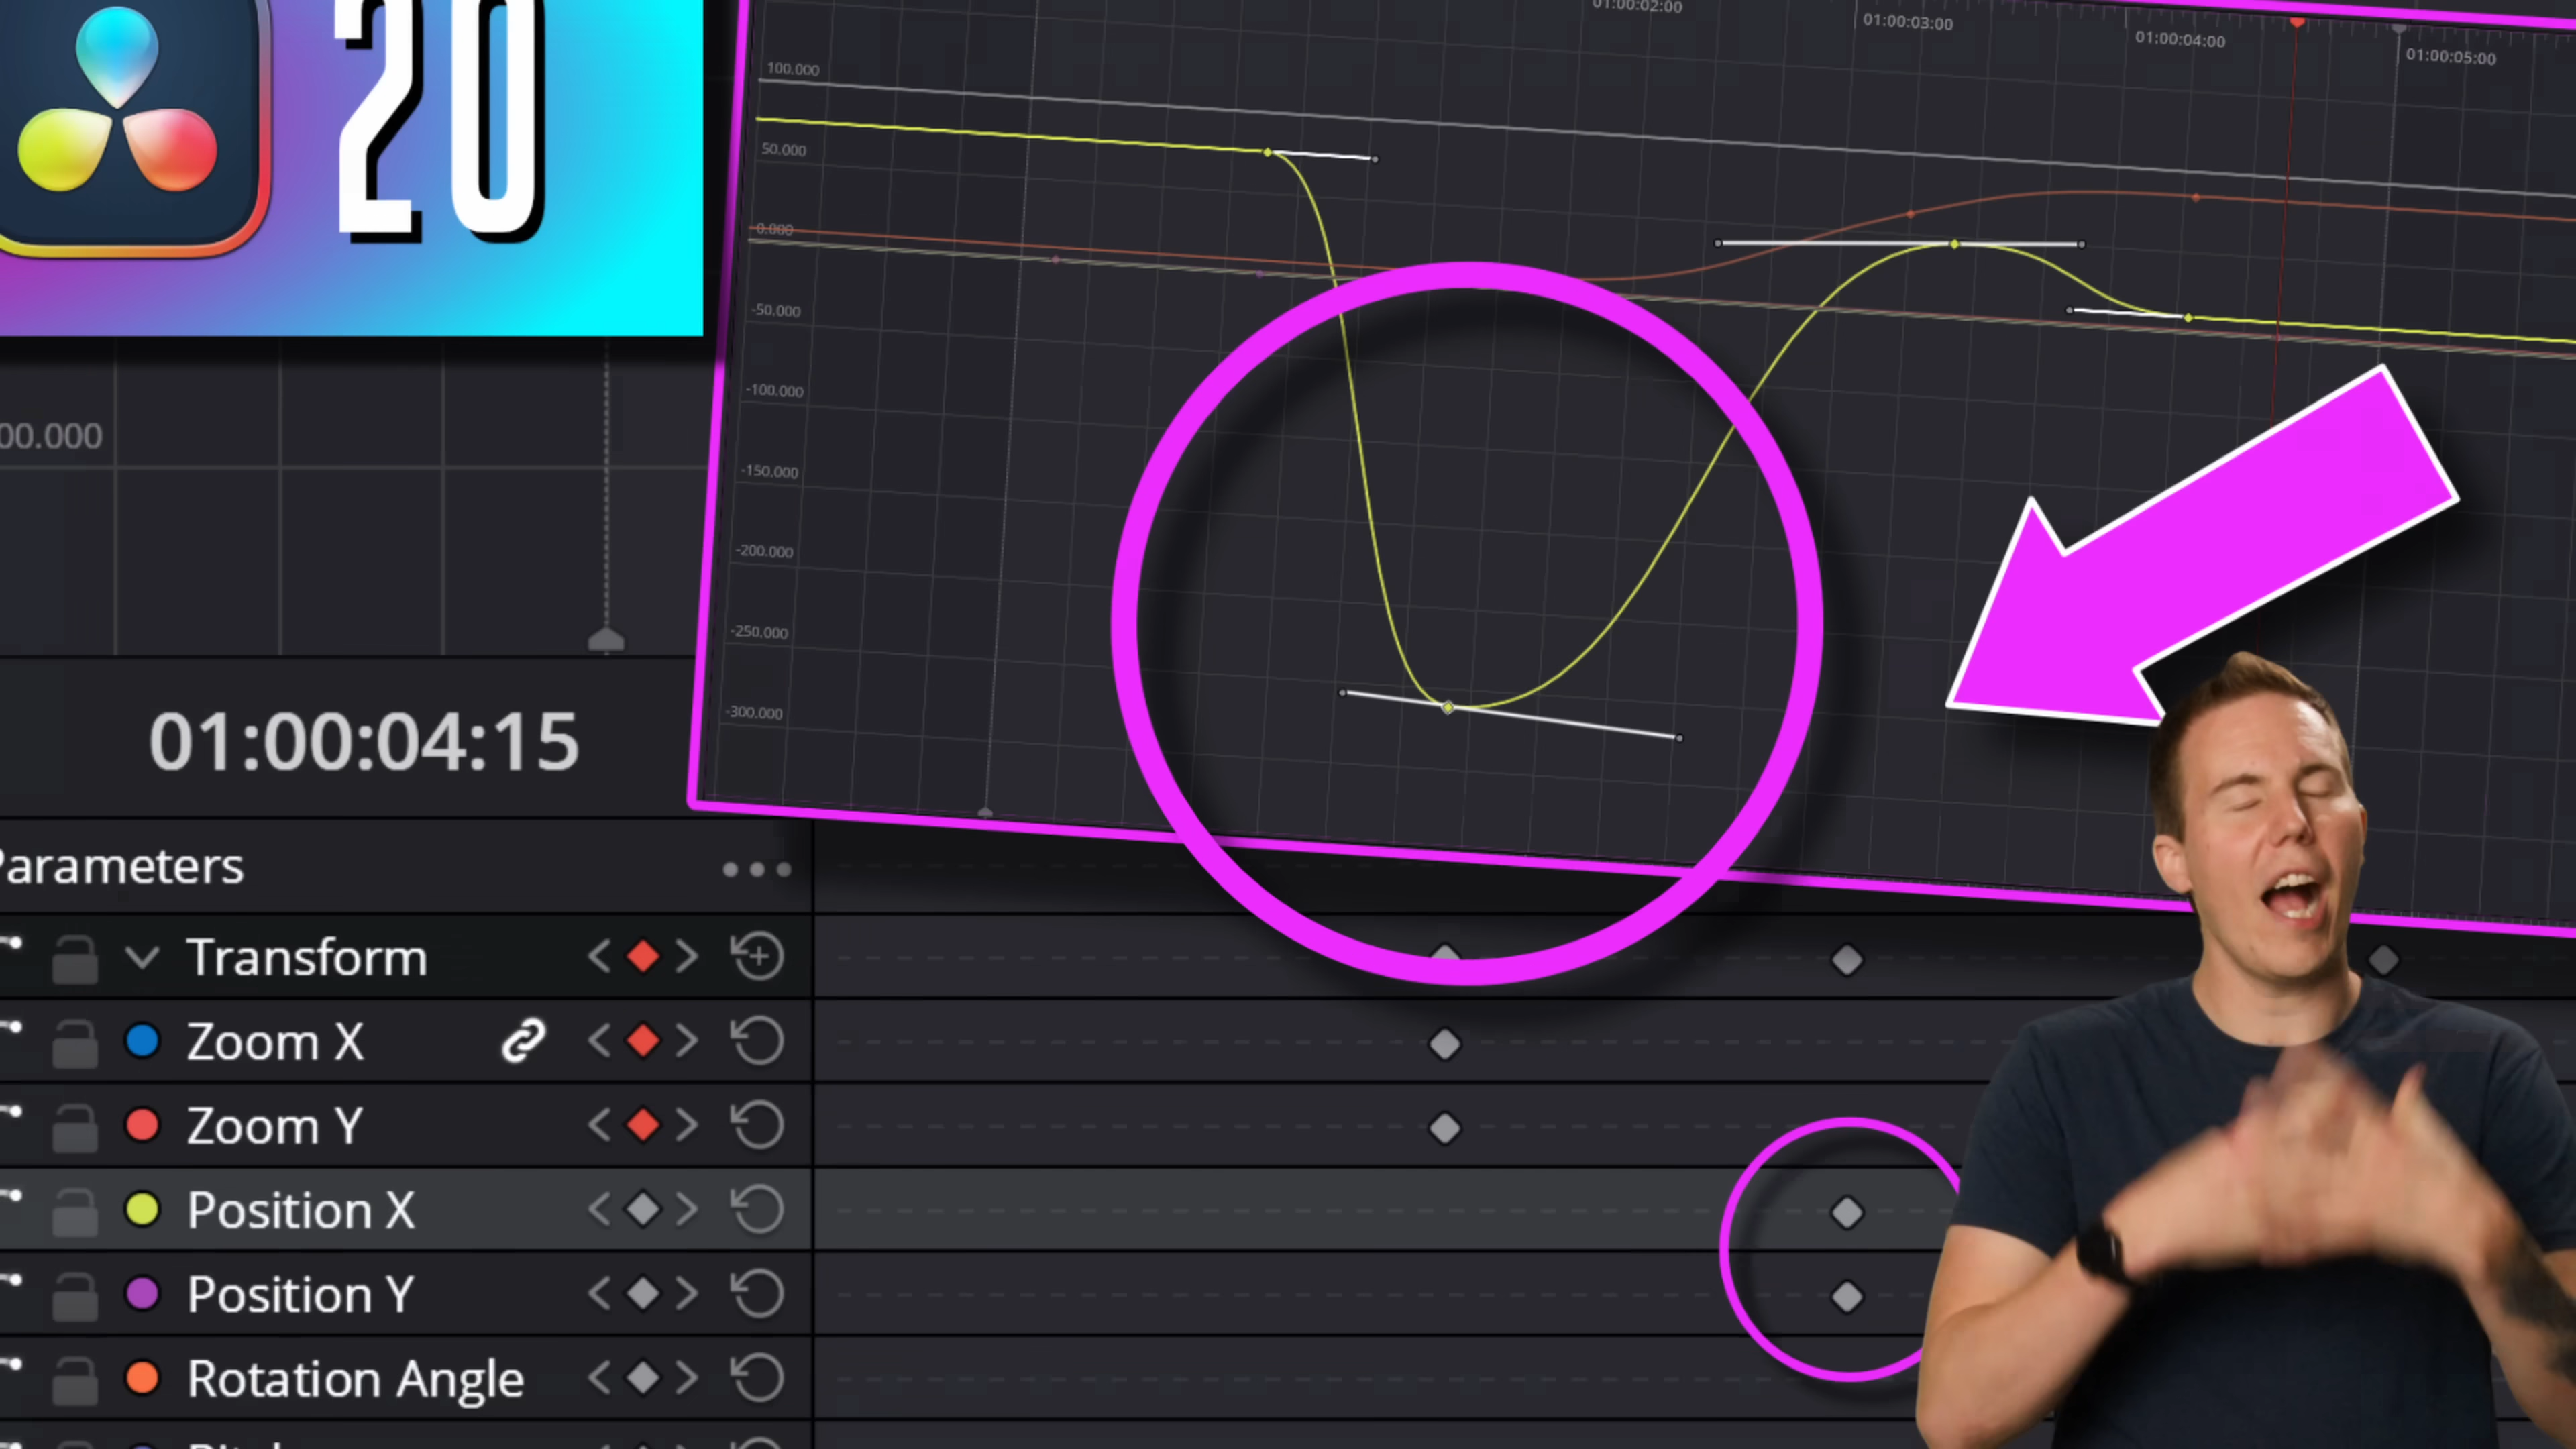 20
01:00:02:00
01:00:03:00
01:00:04:00
01:00:05:00
100.000
50.000
0.000
-50.000
-100.000
-150.000
-200.000
-250.000
-300.000
00.000
01:00:04:15
Parameters
Transform
Zoom X
Zoom Y
Position X
Position Y
Rotation Angle